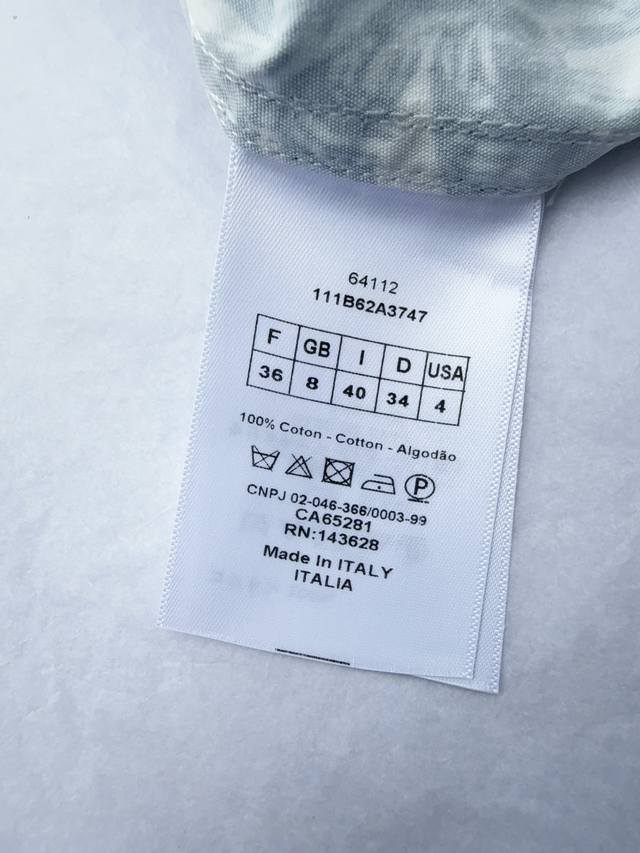 64112
111B62A3747
F GB I D USA
36 8 40 34 4
100% Coton - Cotton - Algodão
P
CNPJ 02-046-366/0003-99
CA65281
RN:143628
Made In ITALY
ITALIA